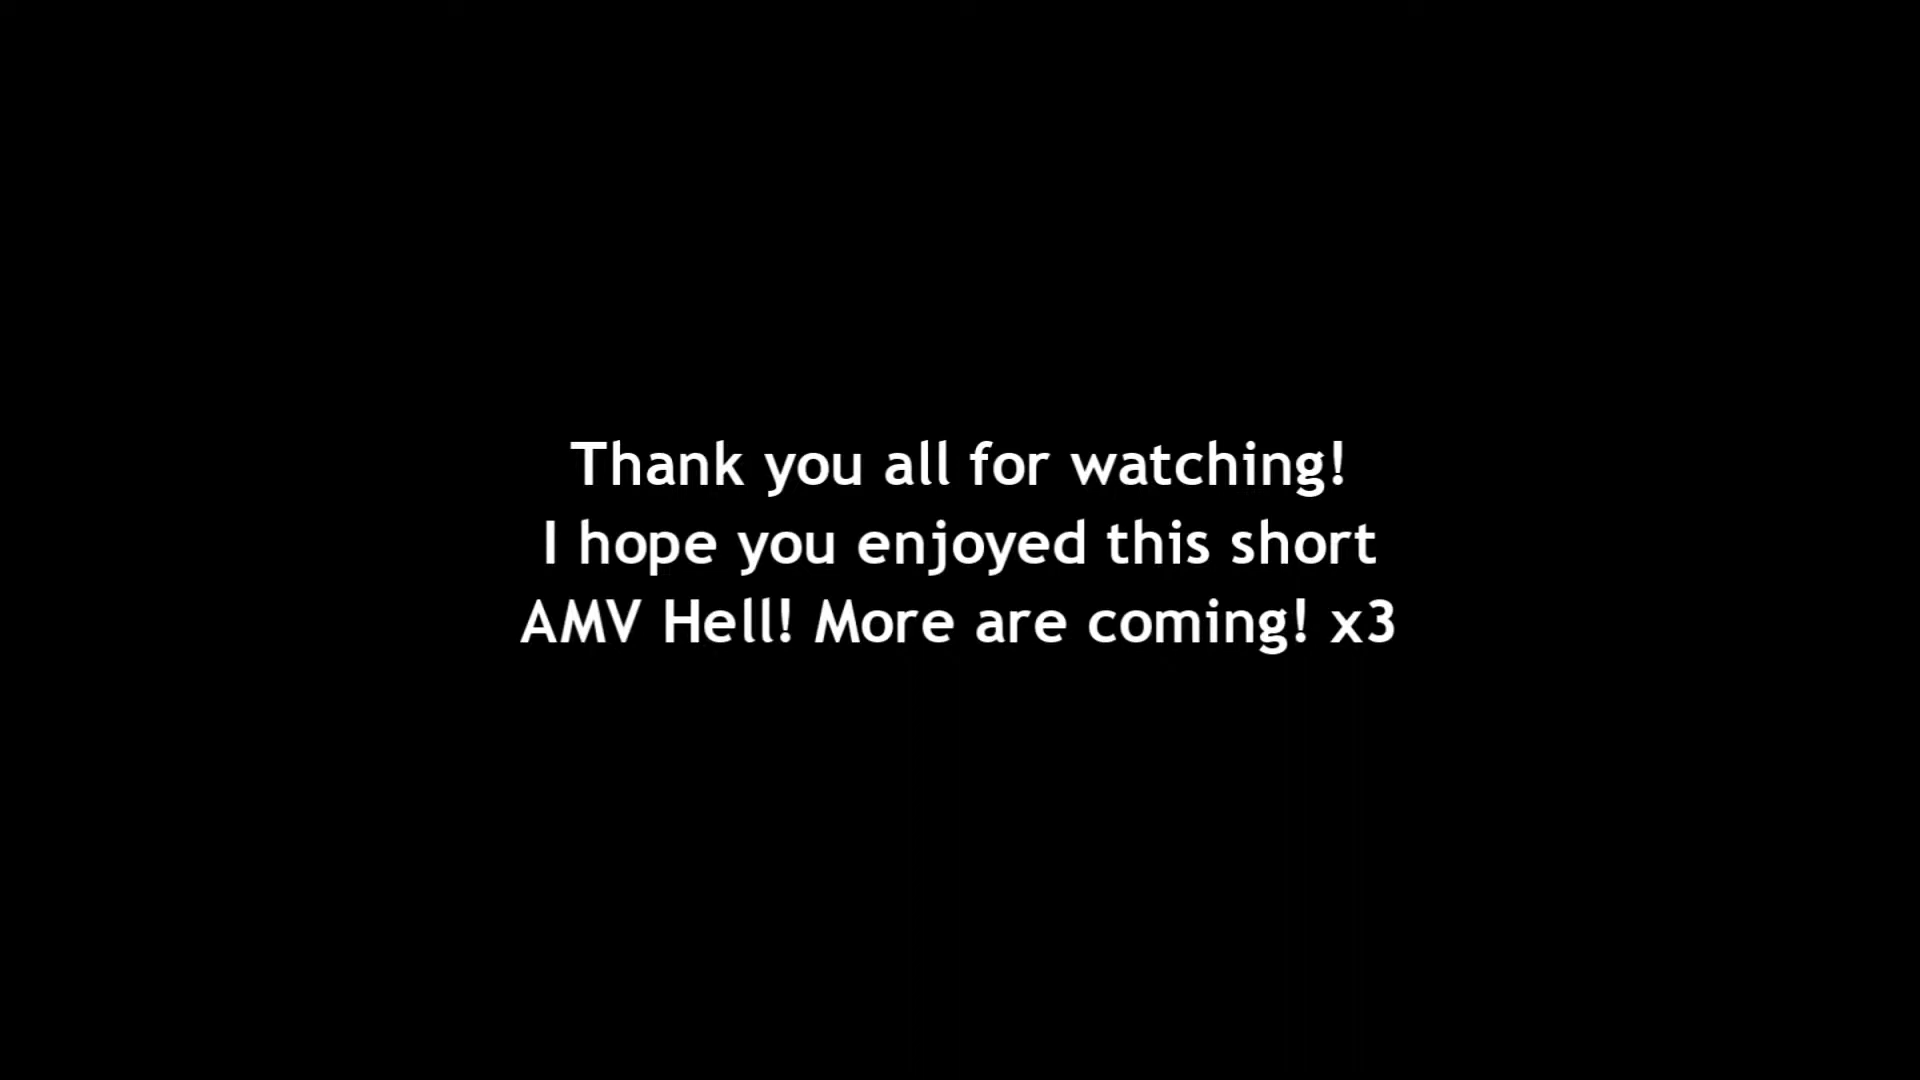 Thank you all for watching!
I hope you enjoyed this short
AMV Hell! More are coming! x3